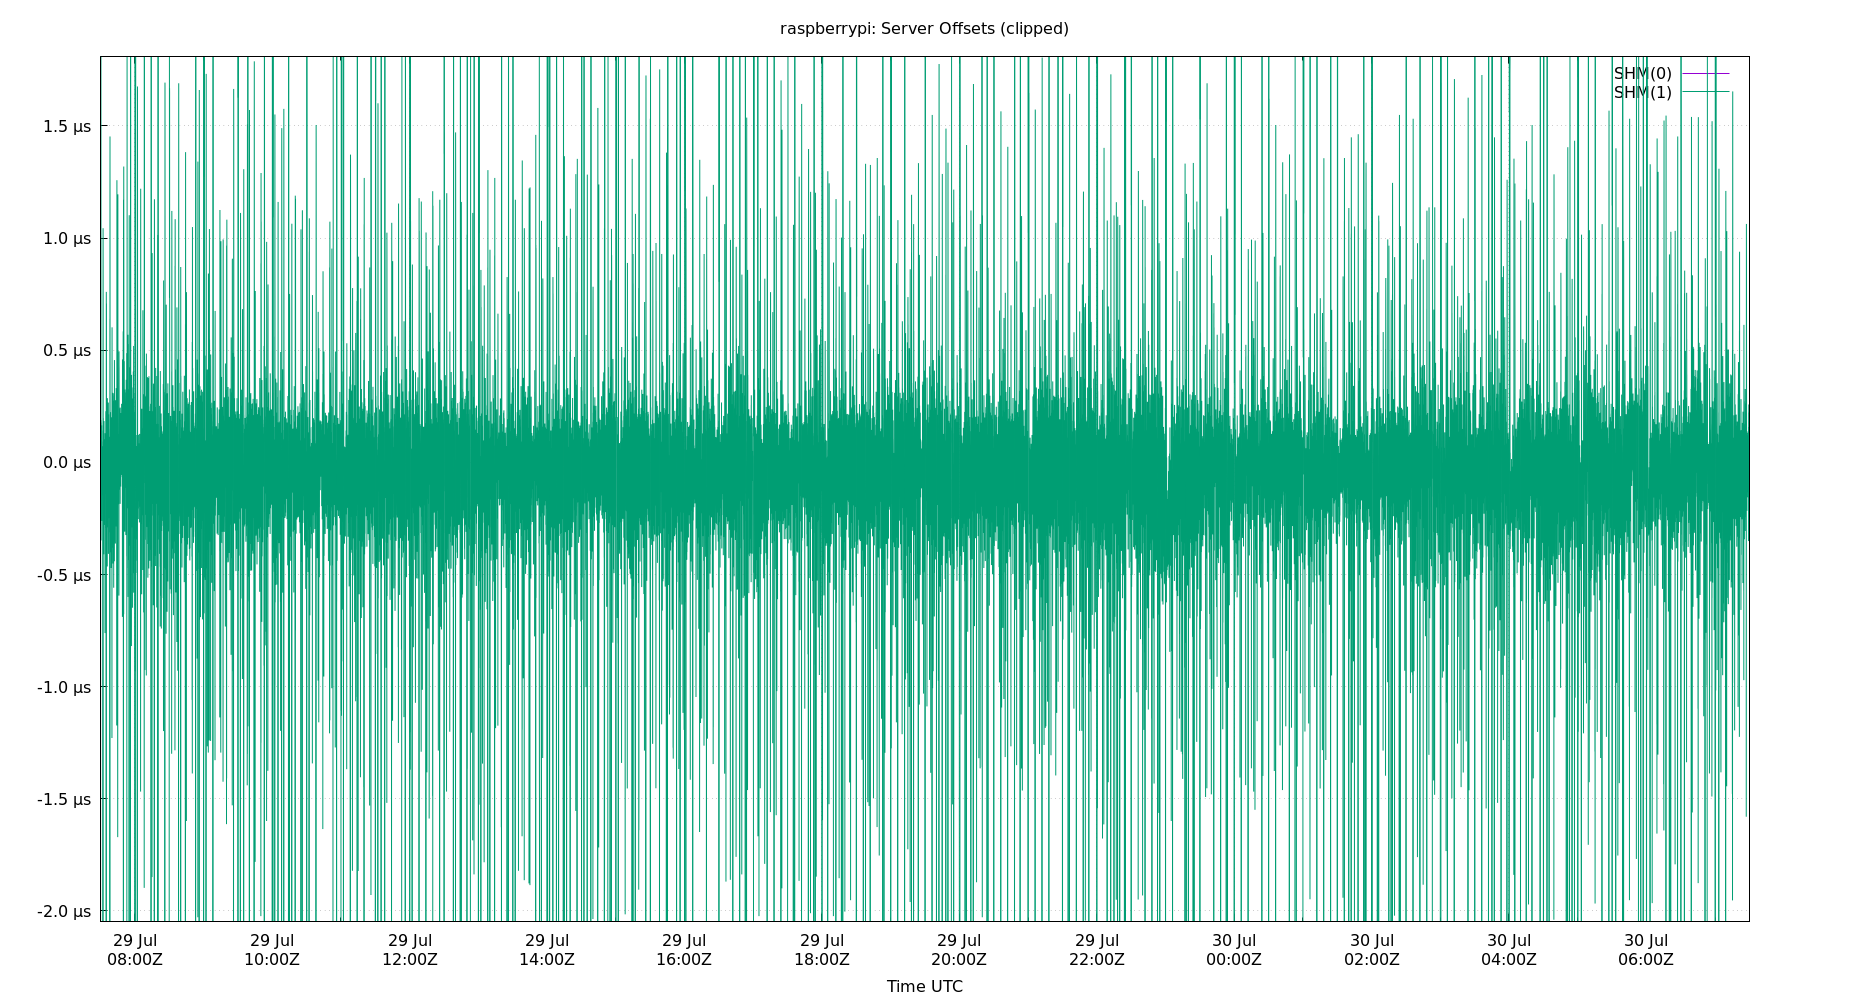 raspberrypi: Server Offsets (clipped)
SHM(0)
SHM(1)
1.5 µs
1.0 µs
0.5 µs
0.0 µs
-0.5 µs
-1.0 µs
-1.5 µs
-2.0 µs
29 Jul 29 Jul 29 Jul 29 Jul 29 Jul 29 Jul 29 Jul 29 Jul 30 Jul 30 Jul 30 Jul 30 Jul
08:00Z 10:00Z 12:00Z 14:00Z 16:00Z 18:00Z 20:00Z 22:00Z 00:00Z 02:00Z 04:00Z 06:00Z
Time UTC